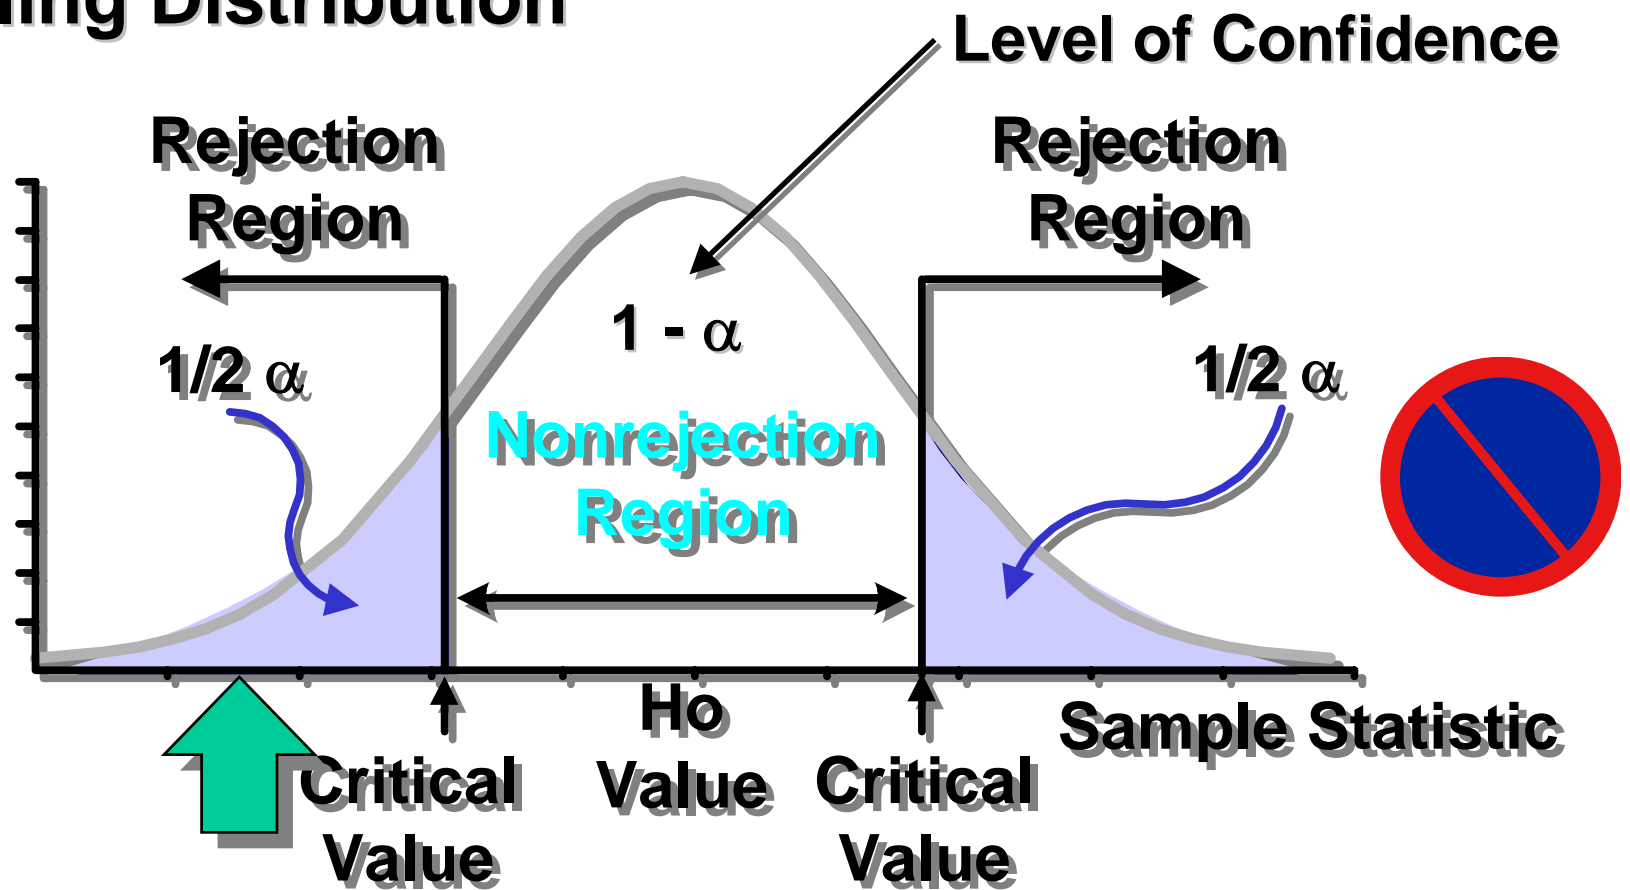 Distribution
Level of Confidence
Rejection
Region
Rejection
Region
1 - α
1/2 α
1/2 α
Nonrejection
Region
Ho
Value
Sample Statistic
Critical
Value
Critical
Value